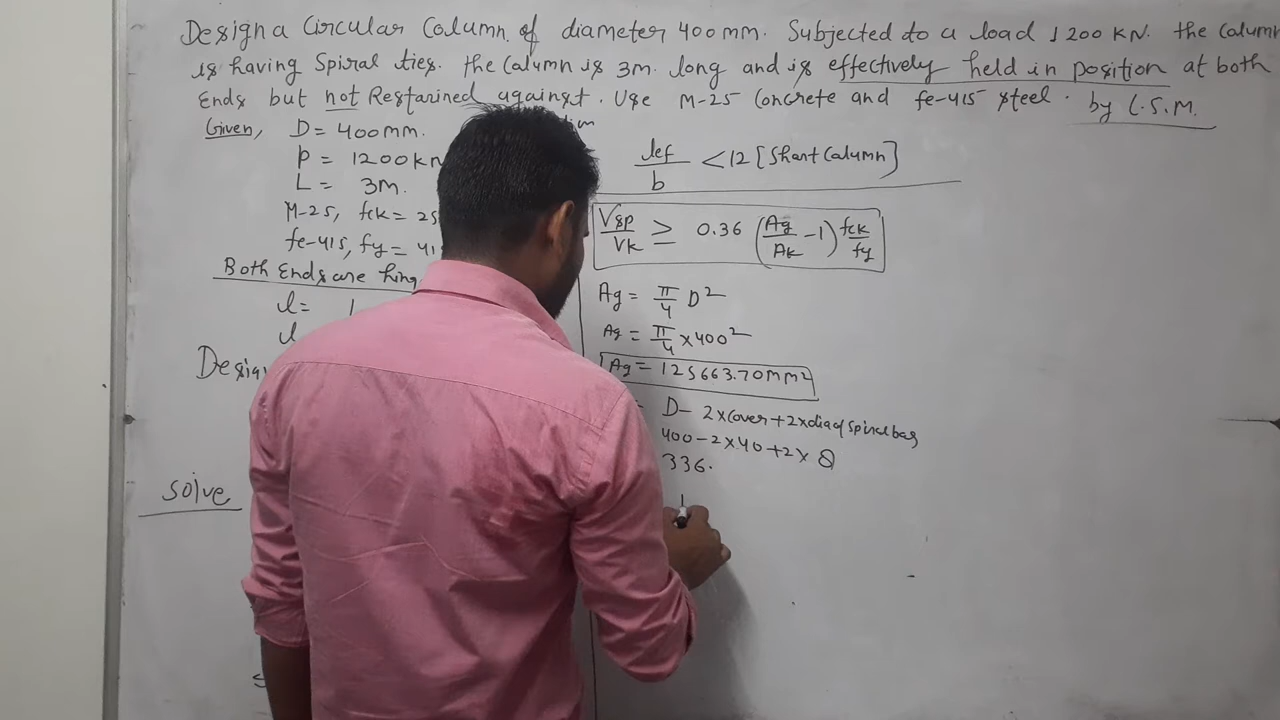 Design a Circular Column of diameter 400mm. Subjected to a load 1200 KN. the Column
is having Spiral ties. the Column is 3m. long and is effectively held in position at both
Ends but not Restarined against. Use M-25 Concrete and fe-415 steel. by L.S.M.
Given, D = 400mm.
P = 1200kn
L = 3M.
M-25, fck = 25
fe-415, fy = 41
Both Ends are hing
l =
Design
Solve
lef/b < 12 [Short Column]
Vsp/Vk ≥ 0.36 (Ag/Ak - 1) fck/fy
Ag = π/4 D²
Ag = π/4 × 400²
Ag = 125663.70mm²
= D - 2×cover + 2×dia of spiral bar
400 - 2×40 + 2× 8
336.